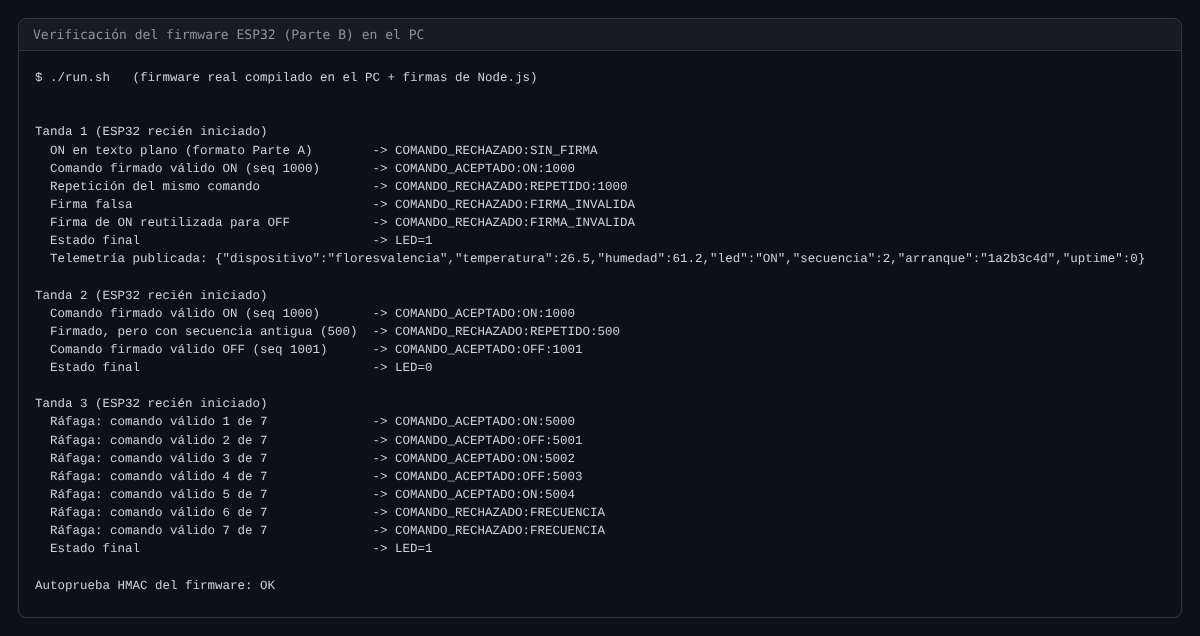 Verificación del firmware ESP32 (Parte B) en el PC
$ ./run.sh   (firmware real compilado en el PC + firmas de Node.js)
Tanda 1 (ESP32 recién iniciado)
  ON en texto plano (formato Parte A)        -> COMANDO_RECHAZADO:SIN_FIRMA
  Comando firmado válido ON (seq 1000)       -> COMANDO_ACEPTADO:ON:1000
  Repetición del mismo comando               -> COMANDO_RECHAZADO:REPETIDO:1000
  Firma falsa                                -> COMANDO_RECHAZADO:FIRMA_INVALIDA
  Firma de ON reutilizada para OFF           -> COMANDO_RECHAZADO:FIRMA_INVALIDA
  Estado final                               -> LED=1
  Telemetría publicada: {"dispositivo":"floresvalencia","temperatura":26.5,"humedad":61.2,"led":"ON","secuencia":2,"arranque":"1a2b3c4d","uptime":0}
Tanda 2 (ESP32 recién iniciado)
  Comando firmado válido ON (seq 1000)       -> COMANDO_ACEPTADO:ON:1000
  Firmado, pero con secuencia antigua (500)  -> COMANDO_RECHAZADO:REPETIDO:500
  Comando firmado válido OFF (seq 1001)      -> COMANDO_ACEPTADO:OFF:1001
  Estado final                               -> LED=0
Tanda 3 (ESP32 recién iniciado)
  Ráfaga: comando válido 1 de 7              -> COMANDO_ACEPTADO:ON:5000
  Ráfaga: comando válido 2 de 7              -> COMANDO_ACEPTADO:OFF:5001
  Ráfaga: comando válido 3 de 7              -> COMANDO_ACEPTADO:ON:5002
  Ráfaga: comando válido 4 de 7              -> COMANDO_ACEPTADO:OFF:5003
  Ráfaga: comando válido 5 de 7              -> COMANDO_ACEPTADO:ON:5004
  Ráfaga: comando válido 6 de 7              -> COMANDO_RECHAZADO:FRECUENCIA
  Ráfaga: comando válido 7 de 7              -> COMANDO_RECHAZADO:FRECUENCIA
  Estado final                               -> LED=1
Autoprueba HMAC del firmware: OK